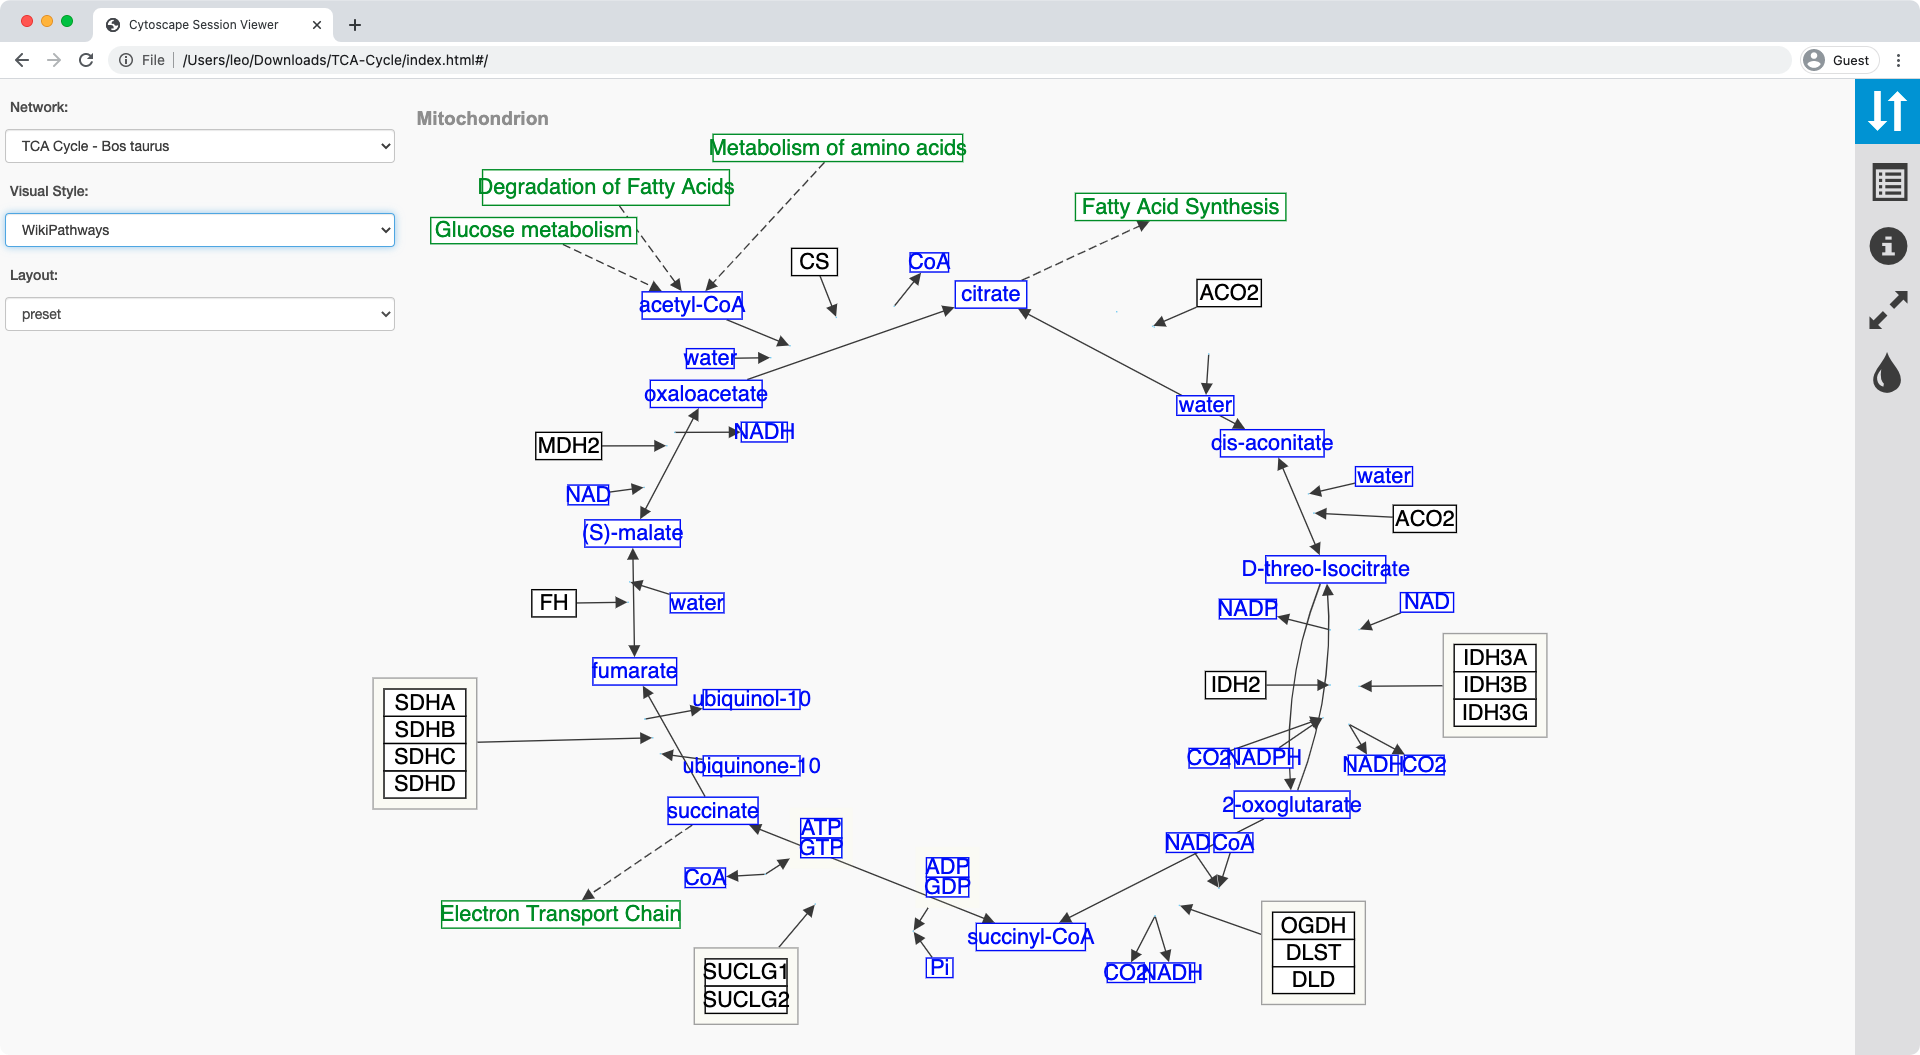 Cytoscape Session Viewer
File
/Users/leo/Downloads/TCA-Cycle/index.html#/
Guest
Network:
TCA Cycle - Bos taurus
Visual Style:
WikiPathways
Layout:
preset
Mitochondrion
Metabolism of amino acids
Degradation of Fatty Acids
Glucose metabolism
Fatty Acid Synthesis
CS
CoA
citrate
ACO2
acetyl-CoA
water
oxaloacetate
water
MDH2
NADH
cis-aconitate
water
NAD
ACO2
(S)-malate
D-threo-Isocitrate
FH
water
NADP
NAD
fumarate
IDH2
IDH3A
IDH3B
IDH3G
SDHA
SDHB
SDHC
SDHD
ubiquinol-10
ubiquinone-10
CO2
NADPH
NADH
CO2
succinate
2-oxoglutarate
ATP
GTP
NAD
CoA
CoA
ADP
GDP
Electron Transport Chain
succinyl-CoA
OGDH
DLST
DLD
SUCLG1
SUCLG2
Pi
CO2
NADH